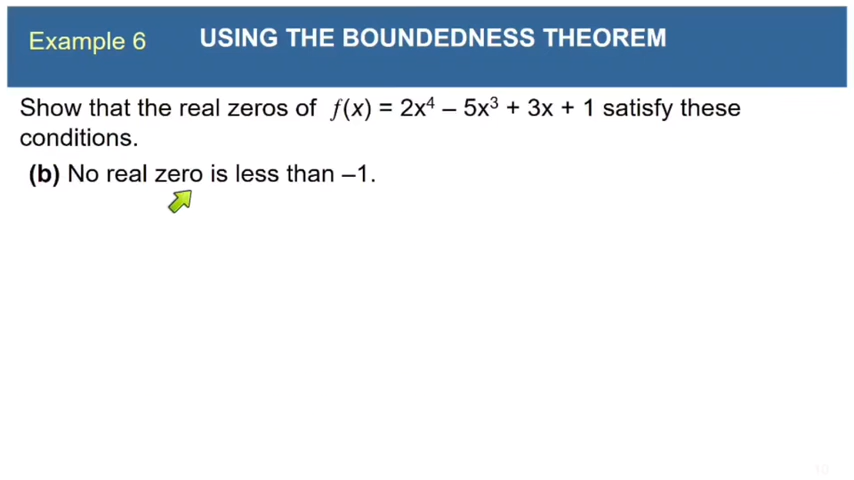 Example 6 USING THE BOUNDEDNESS THEOREM
Show that the real zeros of f(x) = 2x⁴ – 5x³ + 3x + 1 satisfy these
conditions.
(b) No real zero is less than –1.